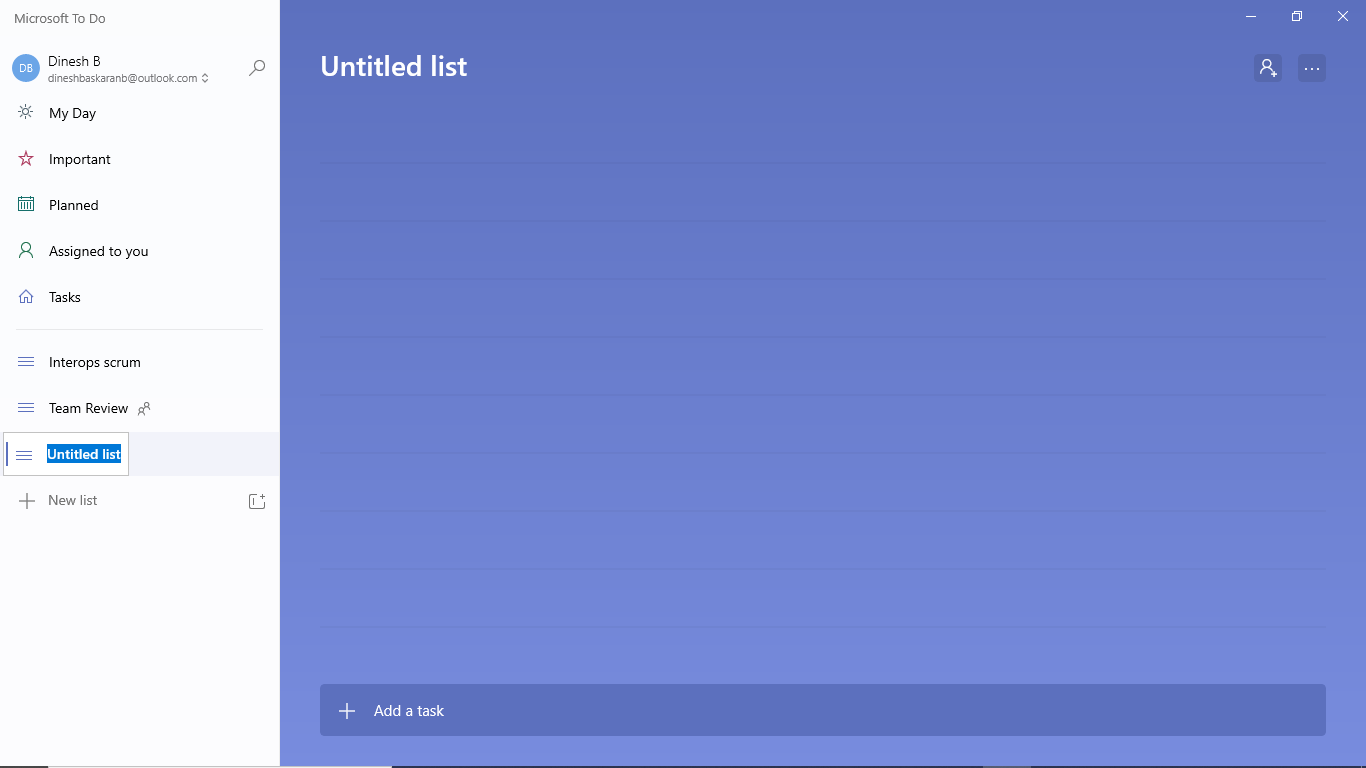 Microsoft To Do
DB
Dinesh B
dineshbaskaranb@outlook.com
My Day
Important
Planned
Assigned to you
Tasks
Interops scrum
Team Review
Untitled list
New list
Untitled list
Add a task